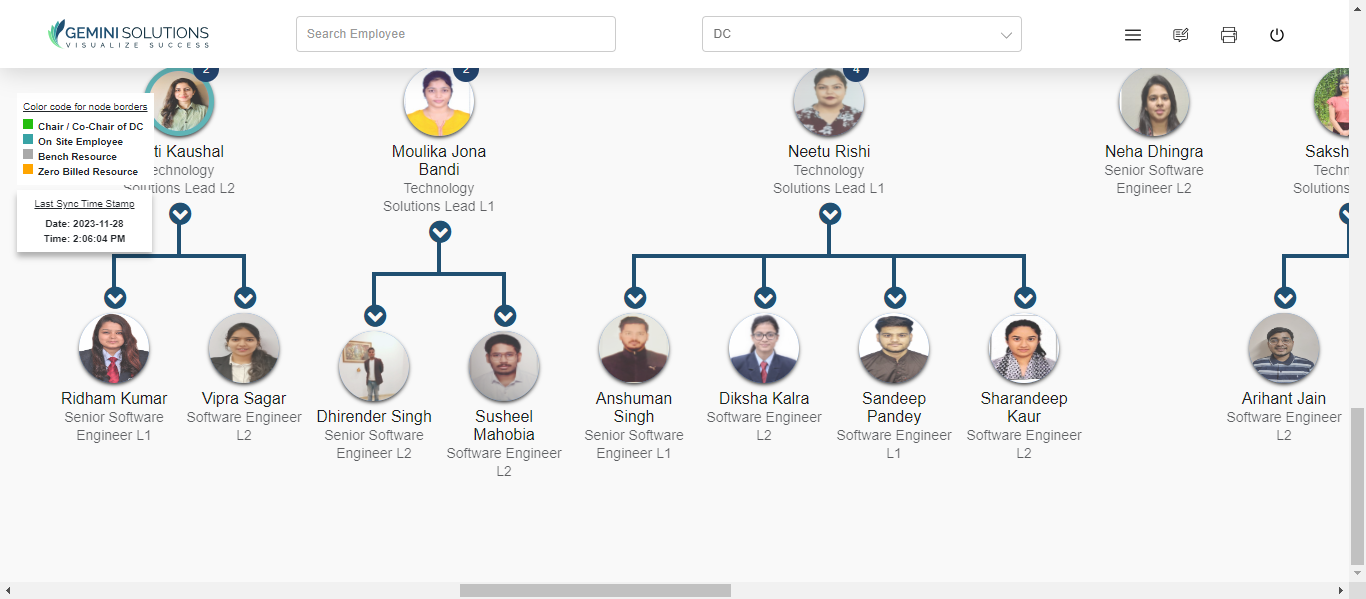 GEMINI SOLUTIONS
VISUALIZE SUCCESS
Search Employee
DC
2
2
4
Color code for node borders
Chair / Co-Chair of DC
On Site Employee
Bench Resource
Zero Billed Resource
Last Sync Time Stamp
Date: 2023-11-28
Time: 2:06:04 PM
ti Kaushal
echnology
Solutions Lead L2
Moulika Jona
Bandi
Technology
Solutions Lead L1
Neetu Rishi
Technology
Solutions Lead L1
Neha Dhingra
Senior Software
Engineer L2
Saksh
Techn
Solutions
Ridham Kumar
Senior Software
Engineer L1
Vipra Sagar
Software Engineer
L2
Dhirender Singh
Senior Software
Engineer L2
Susheel
Mahobia
Software Engineer
L2
Anshuman
Singh
Senior Software
Engineer L1
Diksha Kalra
Software Engineer
L2
Sandeep
Pandey
Software Engineer
L1
Sharandeep
Kaur
Software Engineer
L2
Arihant Jain
Software Engineer
L2